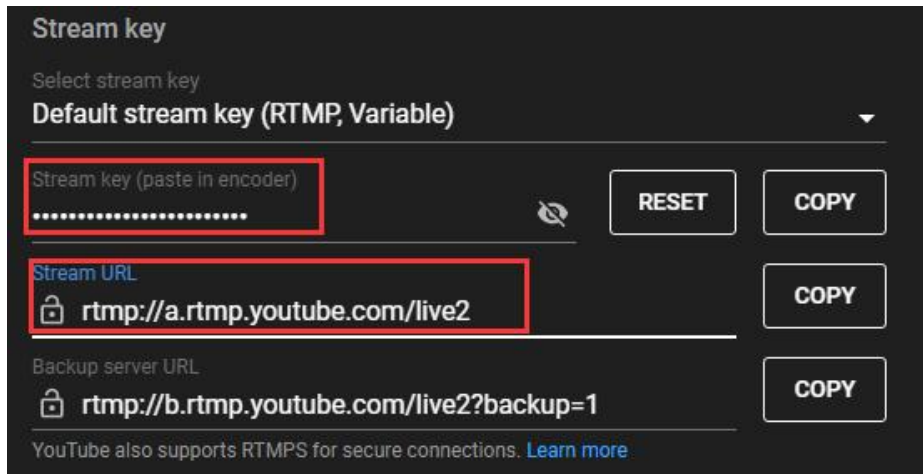 Stream key
Select stream key
Default stream key (RTMP, Variable)
Stream key (paste in encoder)
••••••••••••••••••••••••
RESET
COPY
Stream URL
rtmp://a.rtmp.youtube.com/live2
COPY
Backup server URL
rtmp://b.rtmp.youtube.com/live2?backup=1
COPY
YouTube also supports RTMPS for secure connections. Learn more